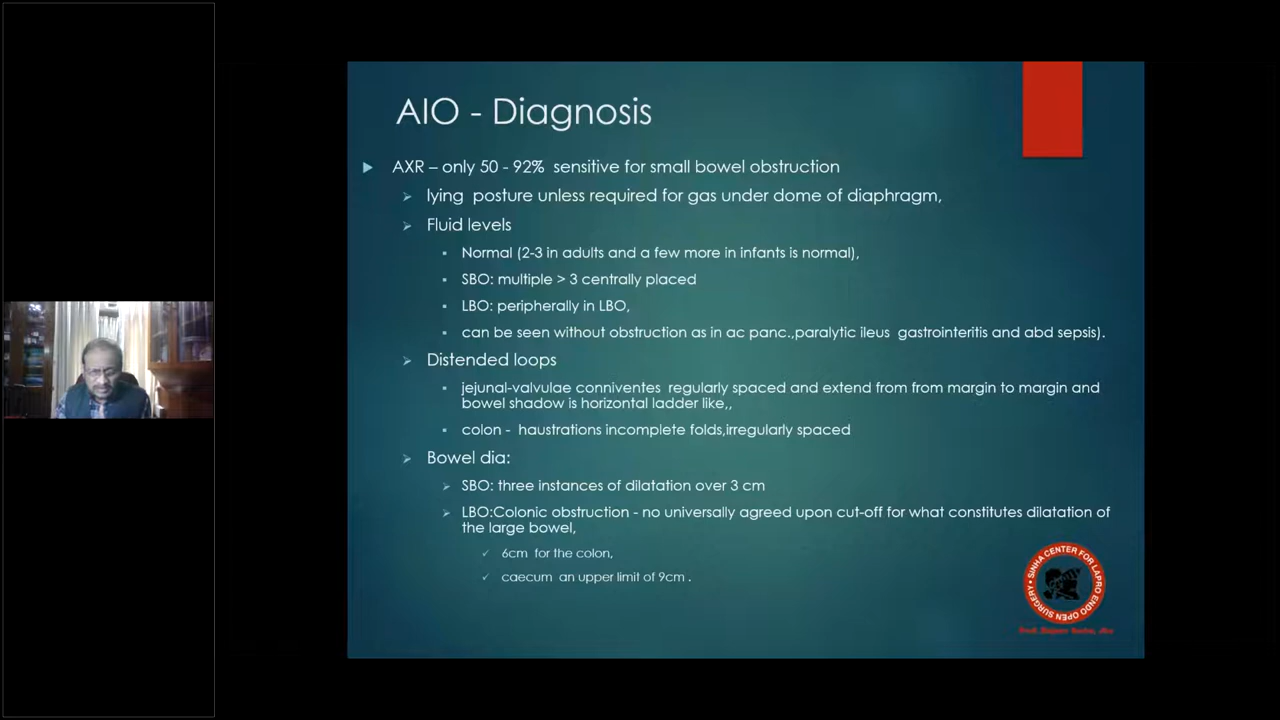 AIO - Diagnosis
AXR – only 50 - 92% sensitive for small bowel obstruction
lying posture unless required for gas under dome of diaphragm,
Fluid levels
Normal (2-3 in adults and a few more in infants is normal),
SBO: multiple > 3 centrally placed
LBO: peripherally in LBO,
can be seen without obstruction as in ac panc.,paralytic ileus gastrointeritis and abd sepsis).
Distended loops
jejunal-valvulae conniventes regularly spaced and extend from from margin to margin and
bowel shadow is horizontal ladder like,,
colon - haustrations incomplete folds,irregularly spaced
Bowel dia:
SBO: three instances of dilatation over 3 cm
LBO:Colonic obstruction - no universally agreed upon cut-off for what constitutes dilatation of
the large bowel,
6cm for the colon,
caecum an upper limit of 9cm .
SINHA CENTER FOR LAPRO ENDO OPEN SURGERY